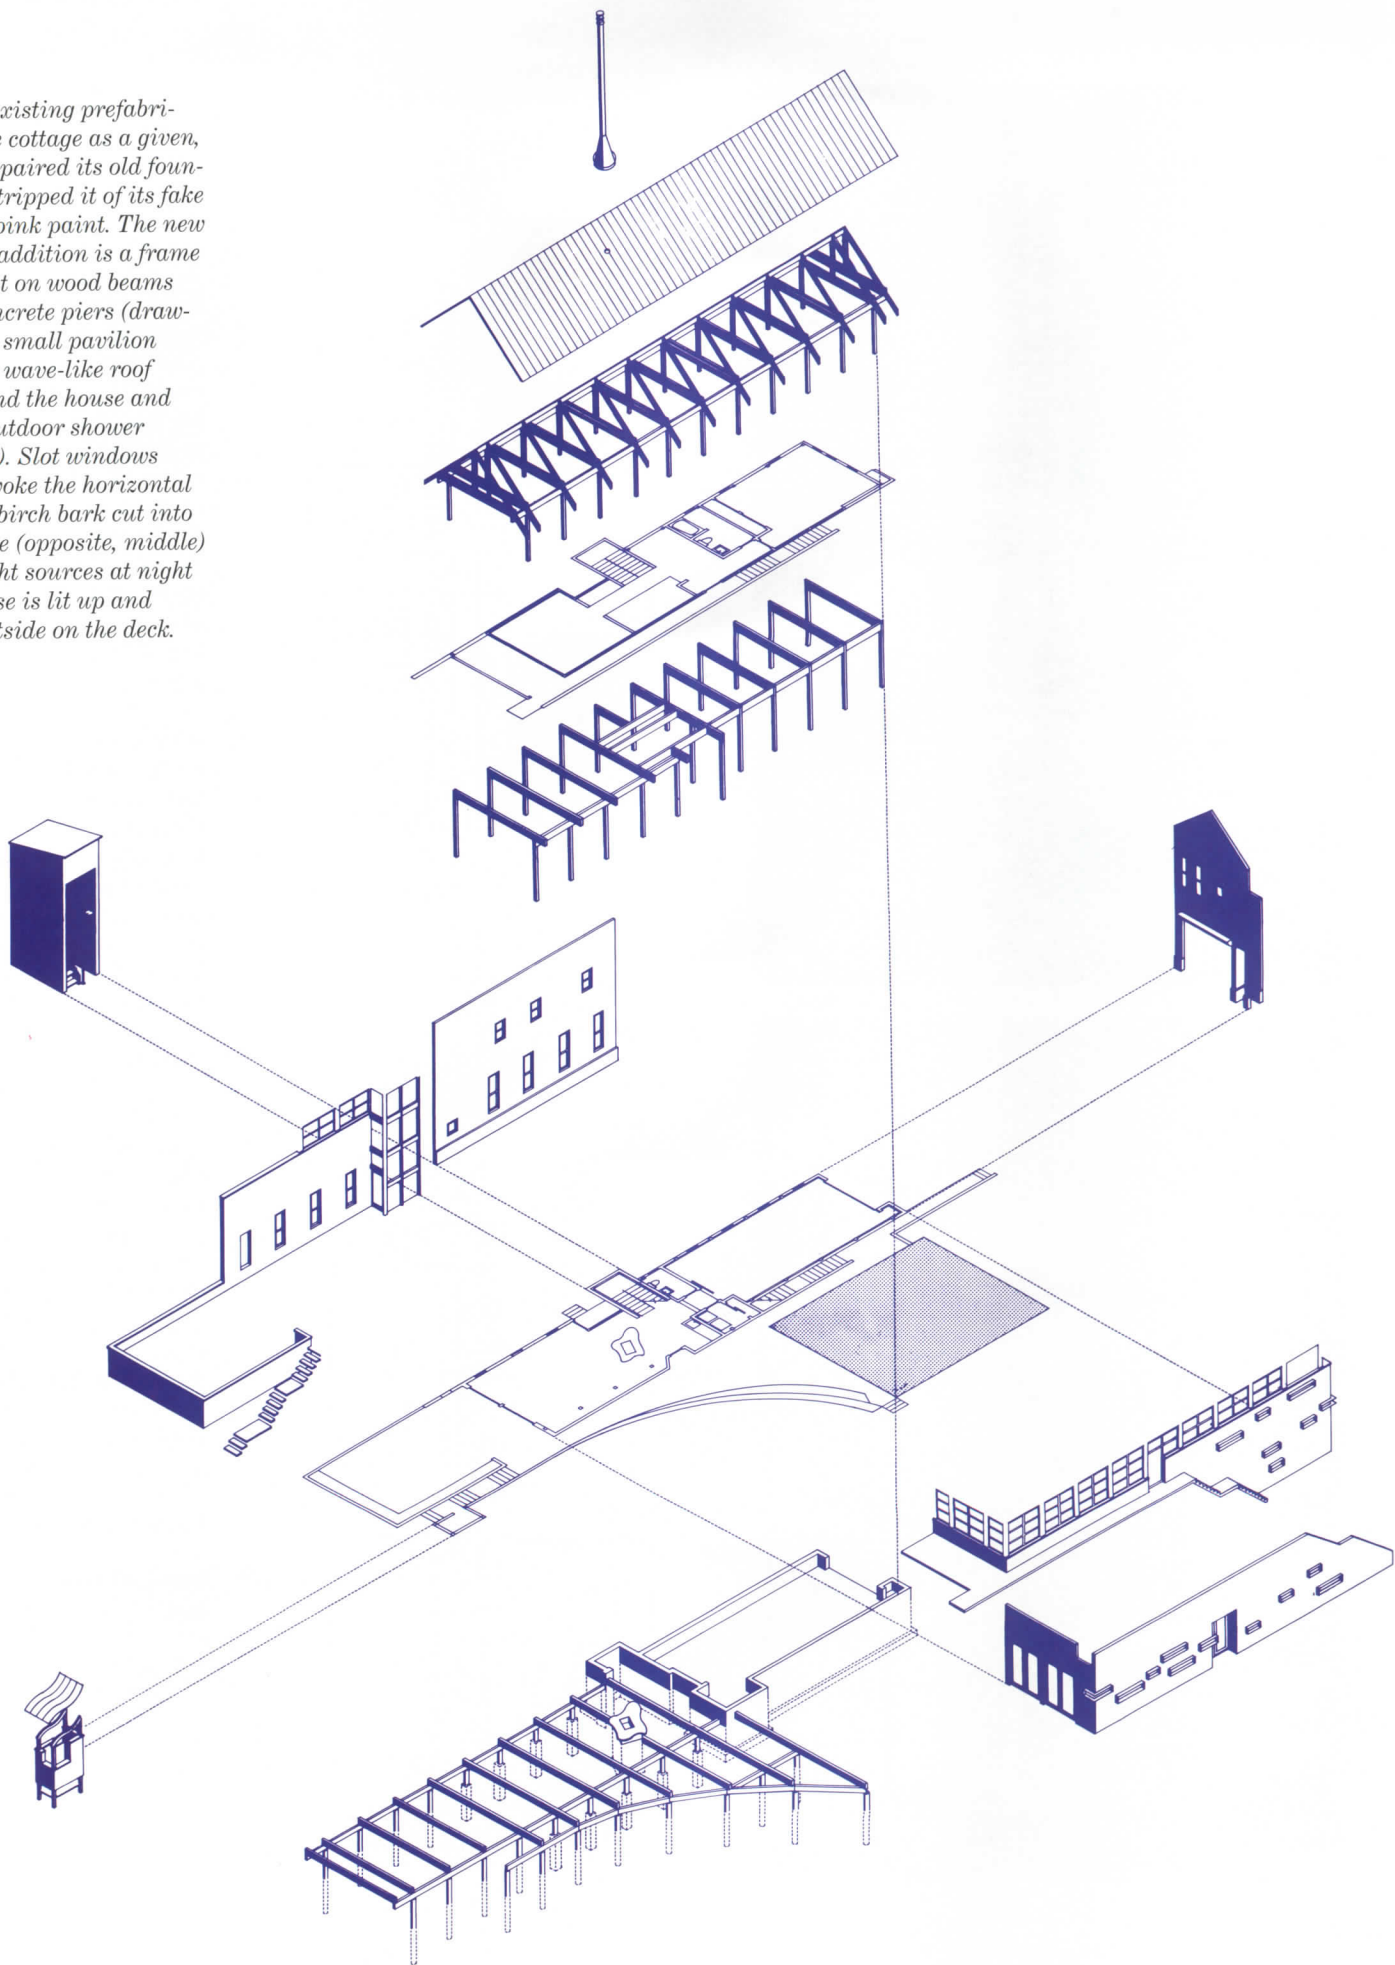 xisting prefabri-
cottage as a given,
paired its old foun-
tripped it of its fake
pink paint. The new
addition is a frame
t on wood beams
ncrete piers (draw-
small pavilion
wave-like roof
nd the house and
utdoor shower
). Slot windows
voke the horizontal
birch bark cut into
e (opposite, middle)
ht sources at night
se is lit up and
tside on the deck.